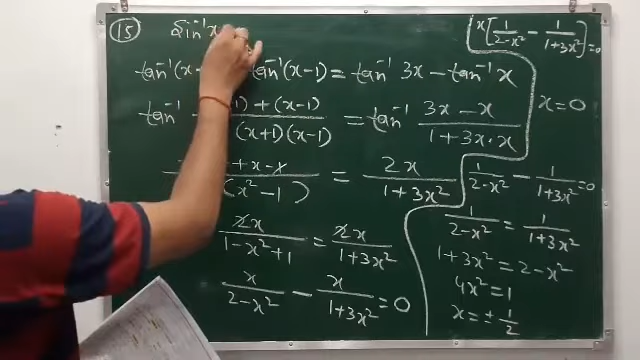 15 Sin⁻¹x
tan⁻¹(x tan⁻¹(x-1) = tan⁻¹ 3x - tan⁻¹ x
tan⁻¹ 1) + (x-1) / (x+1)(x-1) = tan⁻¹ 3x - x / 1 + 3x·x
+ x - x / (x² - 1) = 2x / 1 + 3x²
2x / 1 - x² + 1 = 2x / 1 + 3x²
x / 2 - x² - x / 1 + 3x² = 0
x[1 / 2-x² - 1 / 1+3x²] = 0
x = 0
1 / 2-x² - 1 / 1+3x² = 0
1 / 2-x² = 1 / 1+3x²
1 + 3x² = 2 - x²
4x² = 1
x = ± 1/2